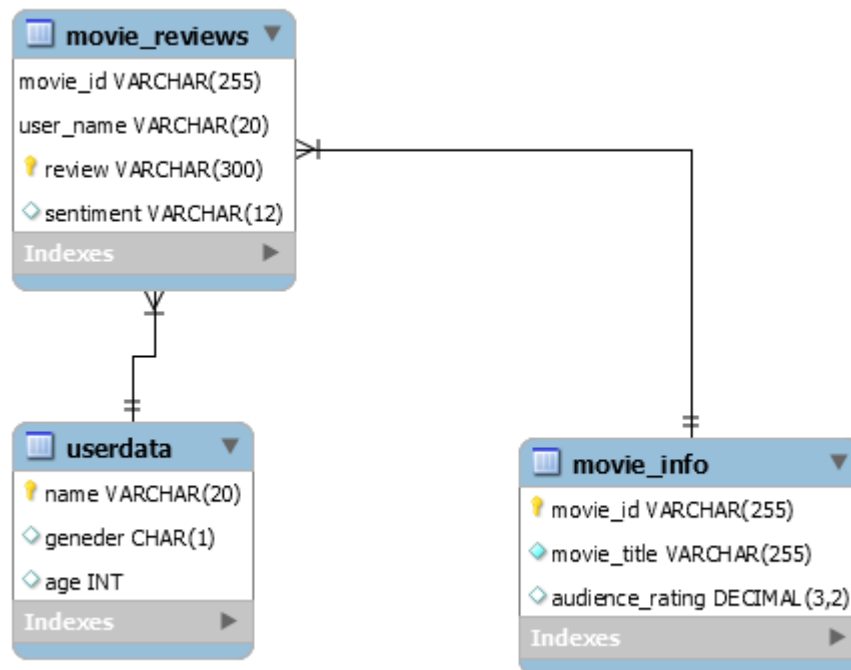 movie_reviews
movie_id VARCHAR(255)
user_name VARCHAR(20)
review VARCHAR(300)
sentiment VARCHAR(12)
Indexes
userdata
name VARCHAR(20)
geneder CHAR(1)
age INT
Indexes
movie_info
movie_id VARCHAR(255)
movie_title VARCHAR(255)
audience_rating DECIMAL(3,2)
Indexes